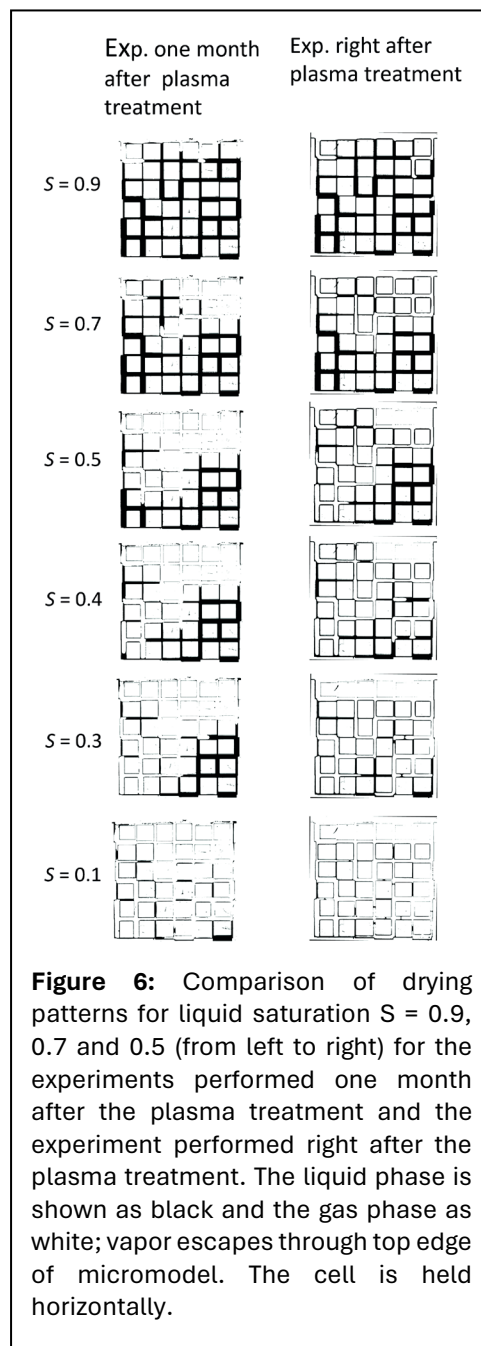 Exp. one month
after plasma
treatment
Exp. right after
plasma treatment
S = 0.9
S = 0.7
S = 0.5
S = 0.4
S = 0.3
S = 0.1
Figure 6: Comparison of drying
patterns for liquid saturation S = 0.9,
0.7 and 0.5 (from left to right) for the
experiments performed one month
after the plasma treatment and the
experiment performed right after the
plasma treatment. The liquid phase is
shown as black and the gas phase as
white; vapor escapes through top edge
of micromodel. The cell is held
horizontally.